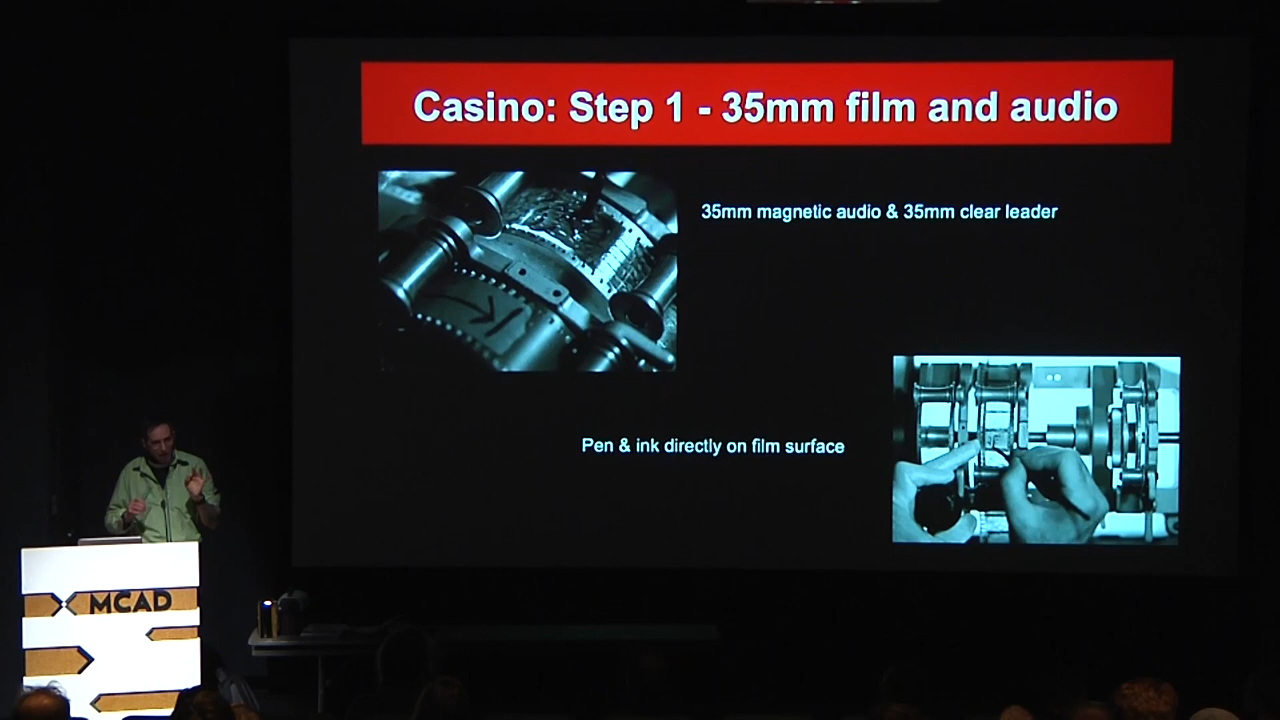 Casino: Step 1 - 35mm film and audio
35mm magnetic audio & 35mm clear leader
Pen & ink directly on film surface
MCAD